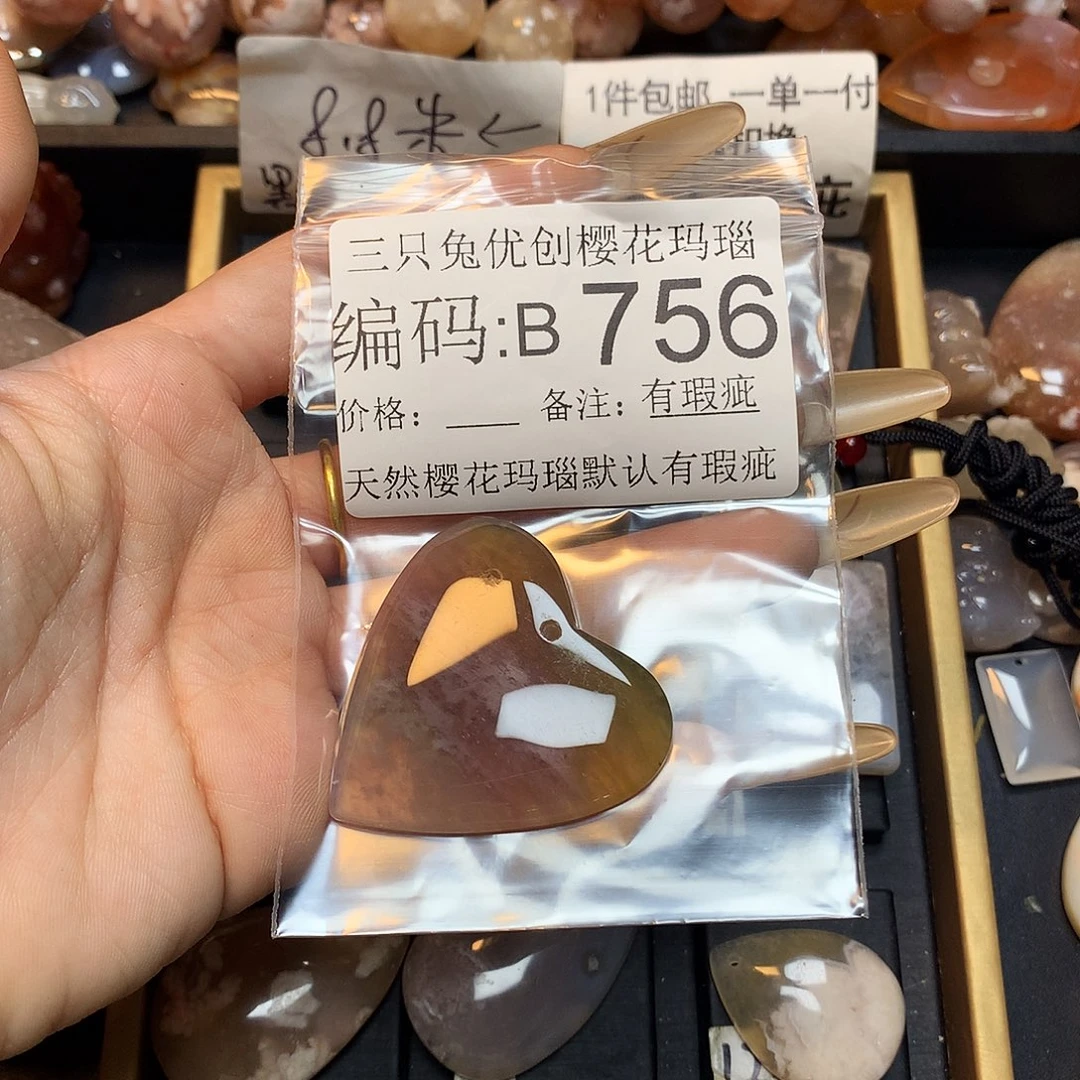 1件包邮 一单一付
三只兔优创樱花玛瑙
编码:B 756
价格: ___ 备注: 有瑕疵
天然樱花玛瑙默认有瑕疵